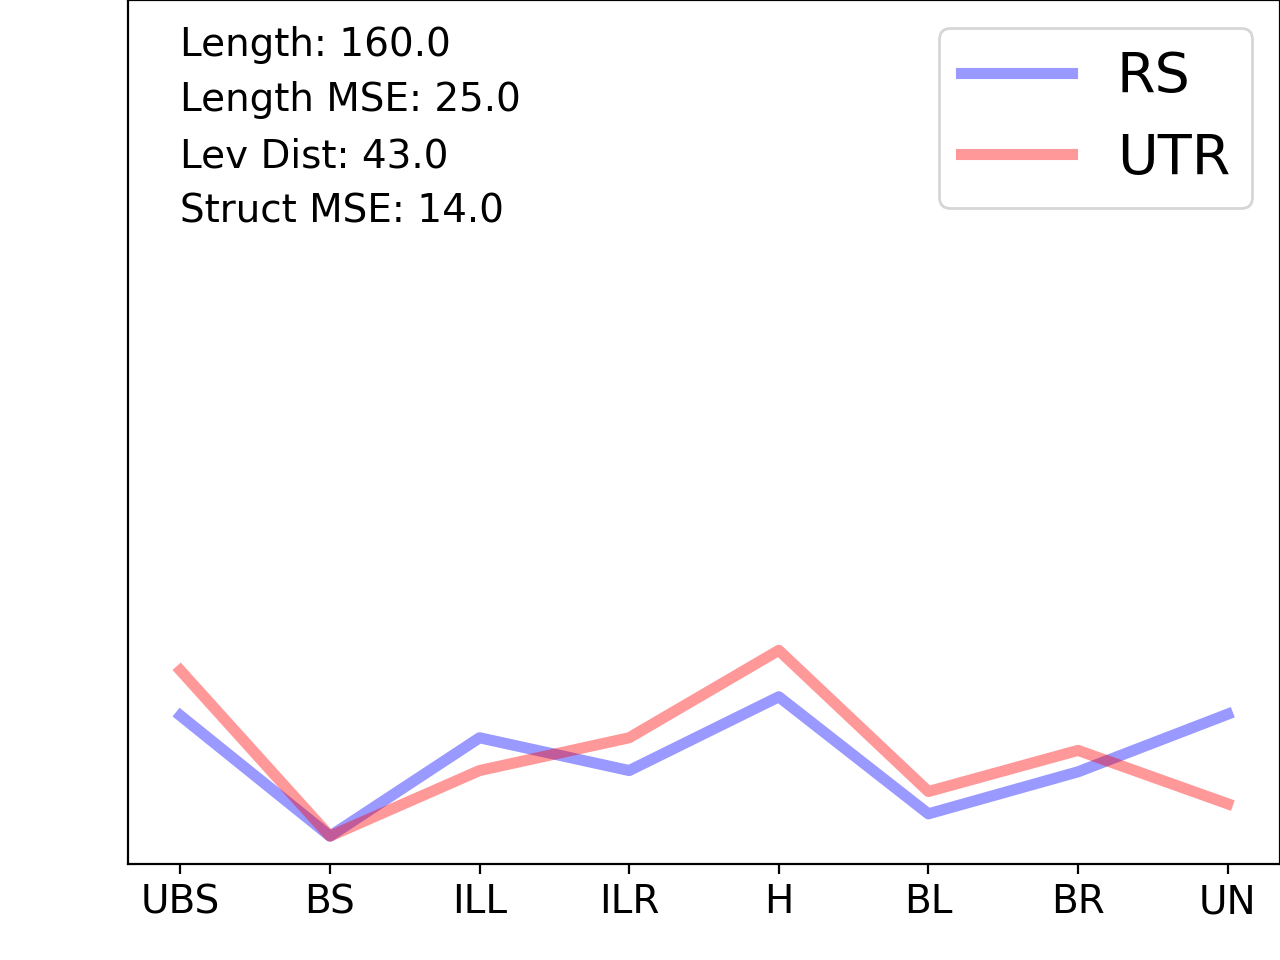 Length: 160.0
Length MSE: 25.0
Lev Dist: 43.0
Struct MSE: 14.0
RS
UTR
UBS BS ILL ILR H BL BR UN